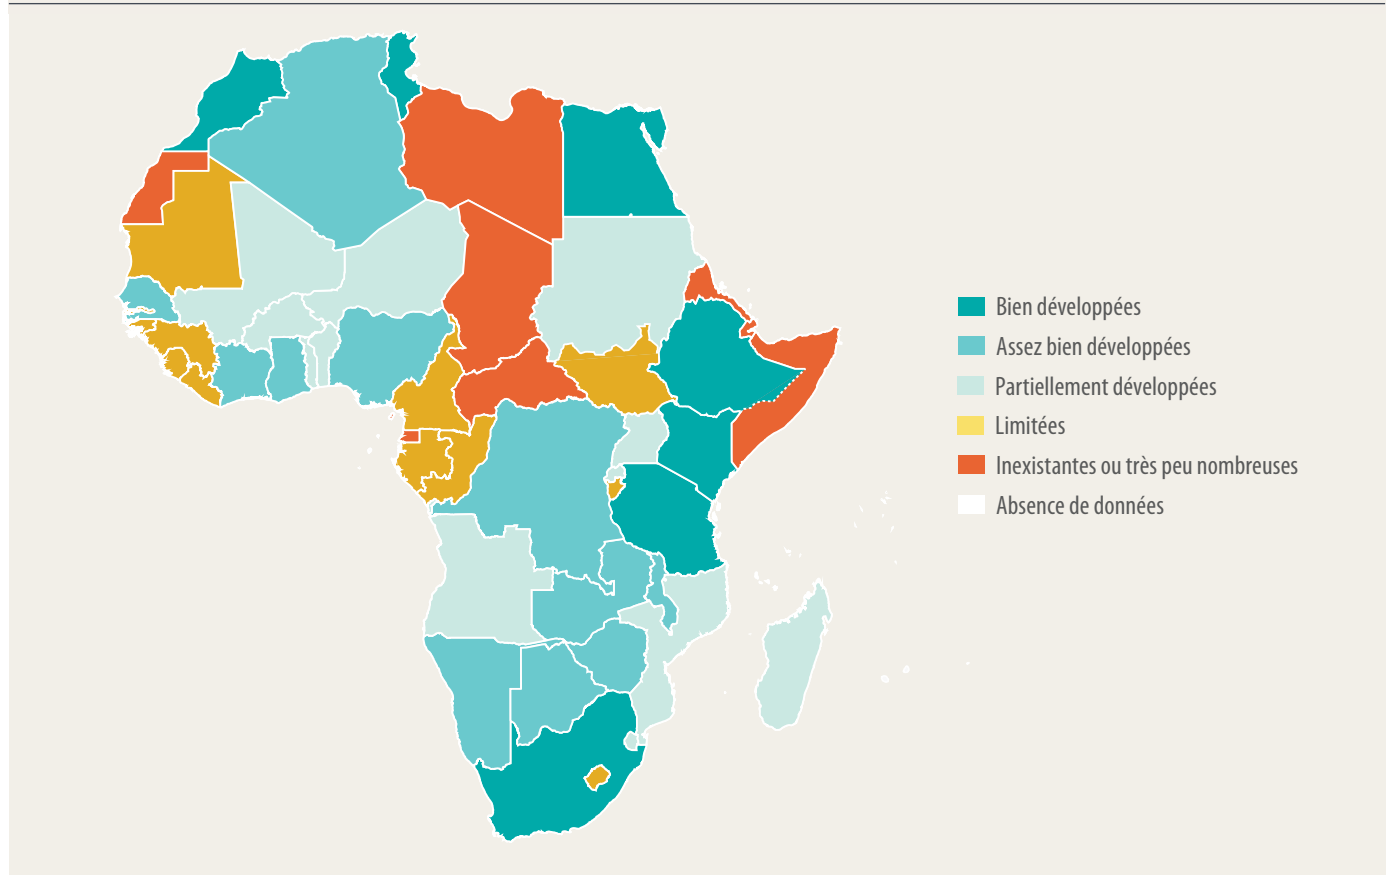 Bien développées
Assez bien développées
Partiellement développées
Limitées
Inexistantes ou très peu nombreuses
Absence de données